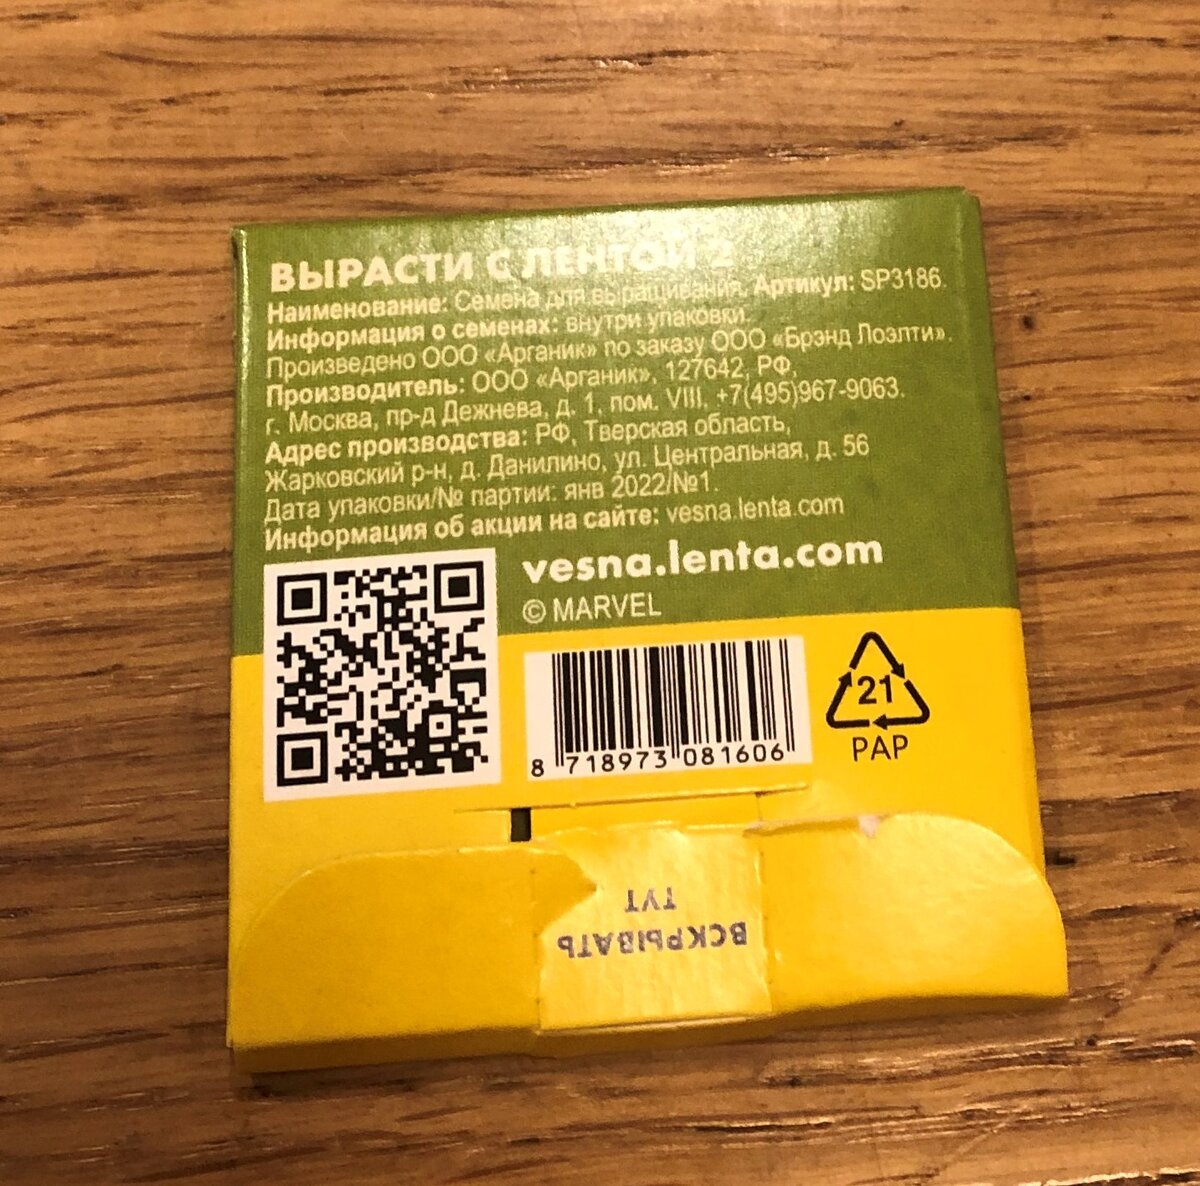 ВЫРАСТИ С ЛЕНТОЙ 2
Наименование: Семена для выращивания. Артикул: SP3186.
Информация о семенах: внутри упаковки.
Произведено ООО «Арганик» по заказу ООО «Брэнд Лоэлти».
Производитель: ООО «Арганик», 127642, РФ,
г. Москва, пр-д Дежнева, д. 1, пом. VIII, +7(495)967-9063.
Адрес производства: РФ, Тверская область,
Жарковский р-н, д. Данилино, ул. Центральная, д. 56
Дата упаковки/№ партии: янв 2022/№1.
Информация об акции на сайте: vesna.lenta.com
vesna.lenta.com
© MARVEL
8 718973 081606
21
PAP
ВСКРЫВАТЬ
ТУТ